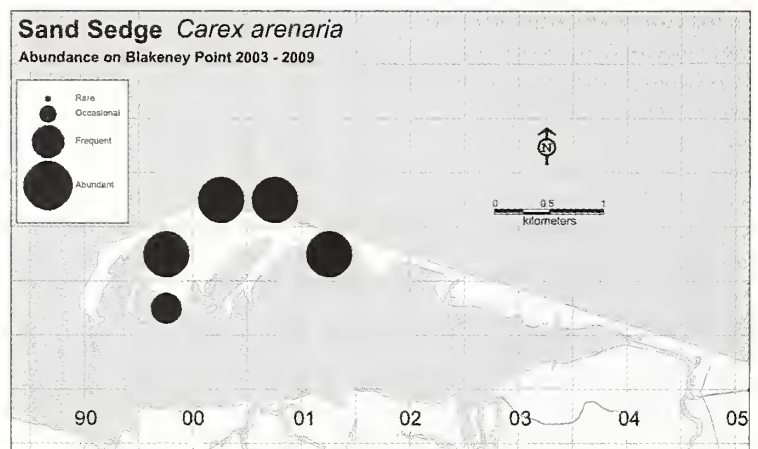 Sand Sedge Carex arenaria
Abundance on Blakeney Point 2003 - 2009
Rare
Occasional
Frequent
Abundant
N
0 0.5 1
kilometers
90 00 01 02 03 04 05